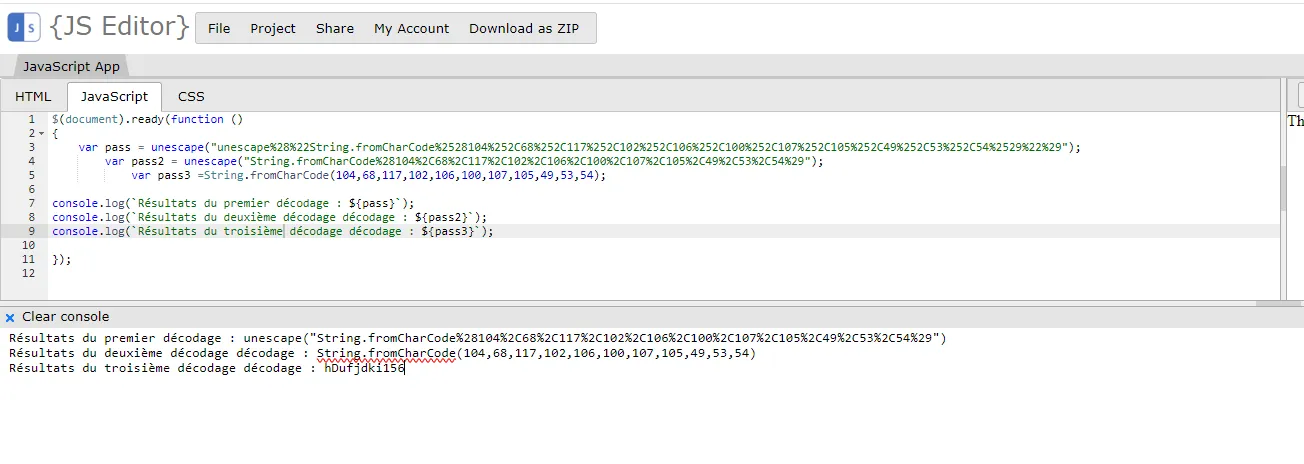 JS {JS Editor} File Project Share My Account Download as ZIP
JavaScript App
HTML JavaScript CSS
1 $(document).ready(function ()
2 {
3 var pass = unescape("unescape%28%22String.fromCharCode%2528104%252C68%252C117%252C102%252C106%252C100%252C107%252C105%252C49%252C53%252C54%2529%22%29");
4 var pass2 = unescape("String.fromCharCode%28104%2C68%2C117%2C102%2C106%2C100%2C107%2C105%2C49%2C53%2C54%29");
5 var pass3 =String.fromCharCode(104,68,117,102,106,100,107,105,49,53,54);
6
7 console.log(`Résultats du premier décodage : ${pass}`);
8 console.log(`Résultats du deuxième décodage décodage : ${pass2}`);
9 console.log(`Résultats du troisième décodage décodage : ${pass3}`);
10
11 });
12
Th
Clear console
Résultats du premier décodage : unescape("String.fromCharCode%28104%2C68%2C117%2C102%2C106%2C100%2C107%2C105%2C49%2C53%2C54%29")
Résultats du deuxième décodage décodage : String.fromCharCode(104,68,117,102,106,100,107,105,49,53,54)
Résultats du troisième décodage décodage : hDufjdki156